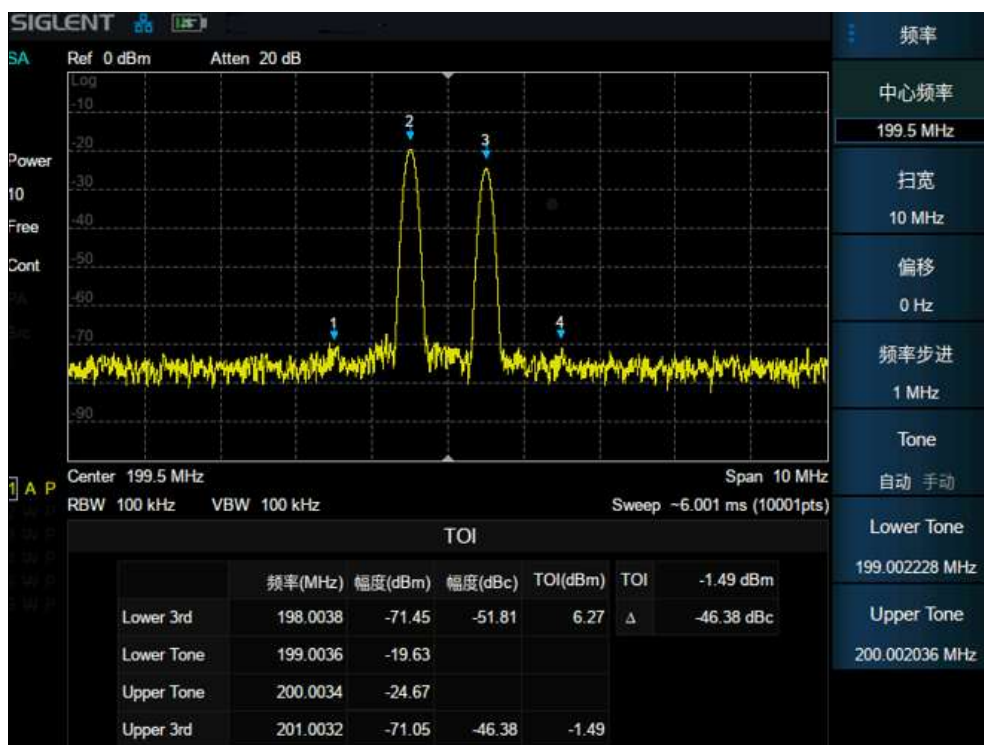 SIGLENT
频率
SA
Ref 0 dBm Atten 20 dB
Log
-10
-20
-30
-40
-50
-60
-70
-90
1
2
3
4
Power
10
Free
Cont
PA
中心频率
199.5 MHz
扫宽
10 MHz
偏移
0 Hz
频率步进
1 MHz
Tone
自动 手动
Lower Tone
199.002228 MHz
Upper Tone
200.002036 MHz
Center 199.5 MHz Span 10 MHz
1 A P
RBW 100 kHz VBW 100 kHz Sweep ~6.001 ms (10001pts)
TOI
频率(MHz) 幅度(dBm) 幅度(dBc) TOI(dBm) TOI -1.49 dBm
Lower 3rd 198.0038 -71.45 -51.81 6.27 Δ -46.38 dBc
Lower Tone 199.0036 -19.63
Upper Tone 200.0034 -24.67
Upper 3rd 201.0032 -71.05 -46.38 -1.49